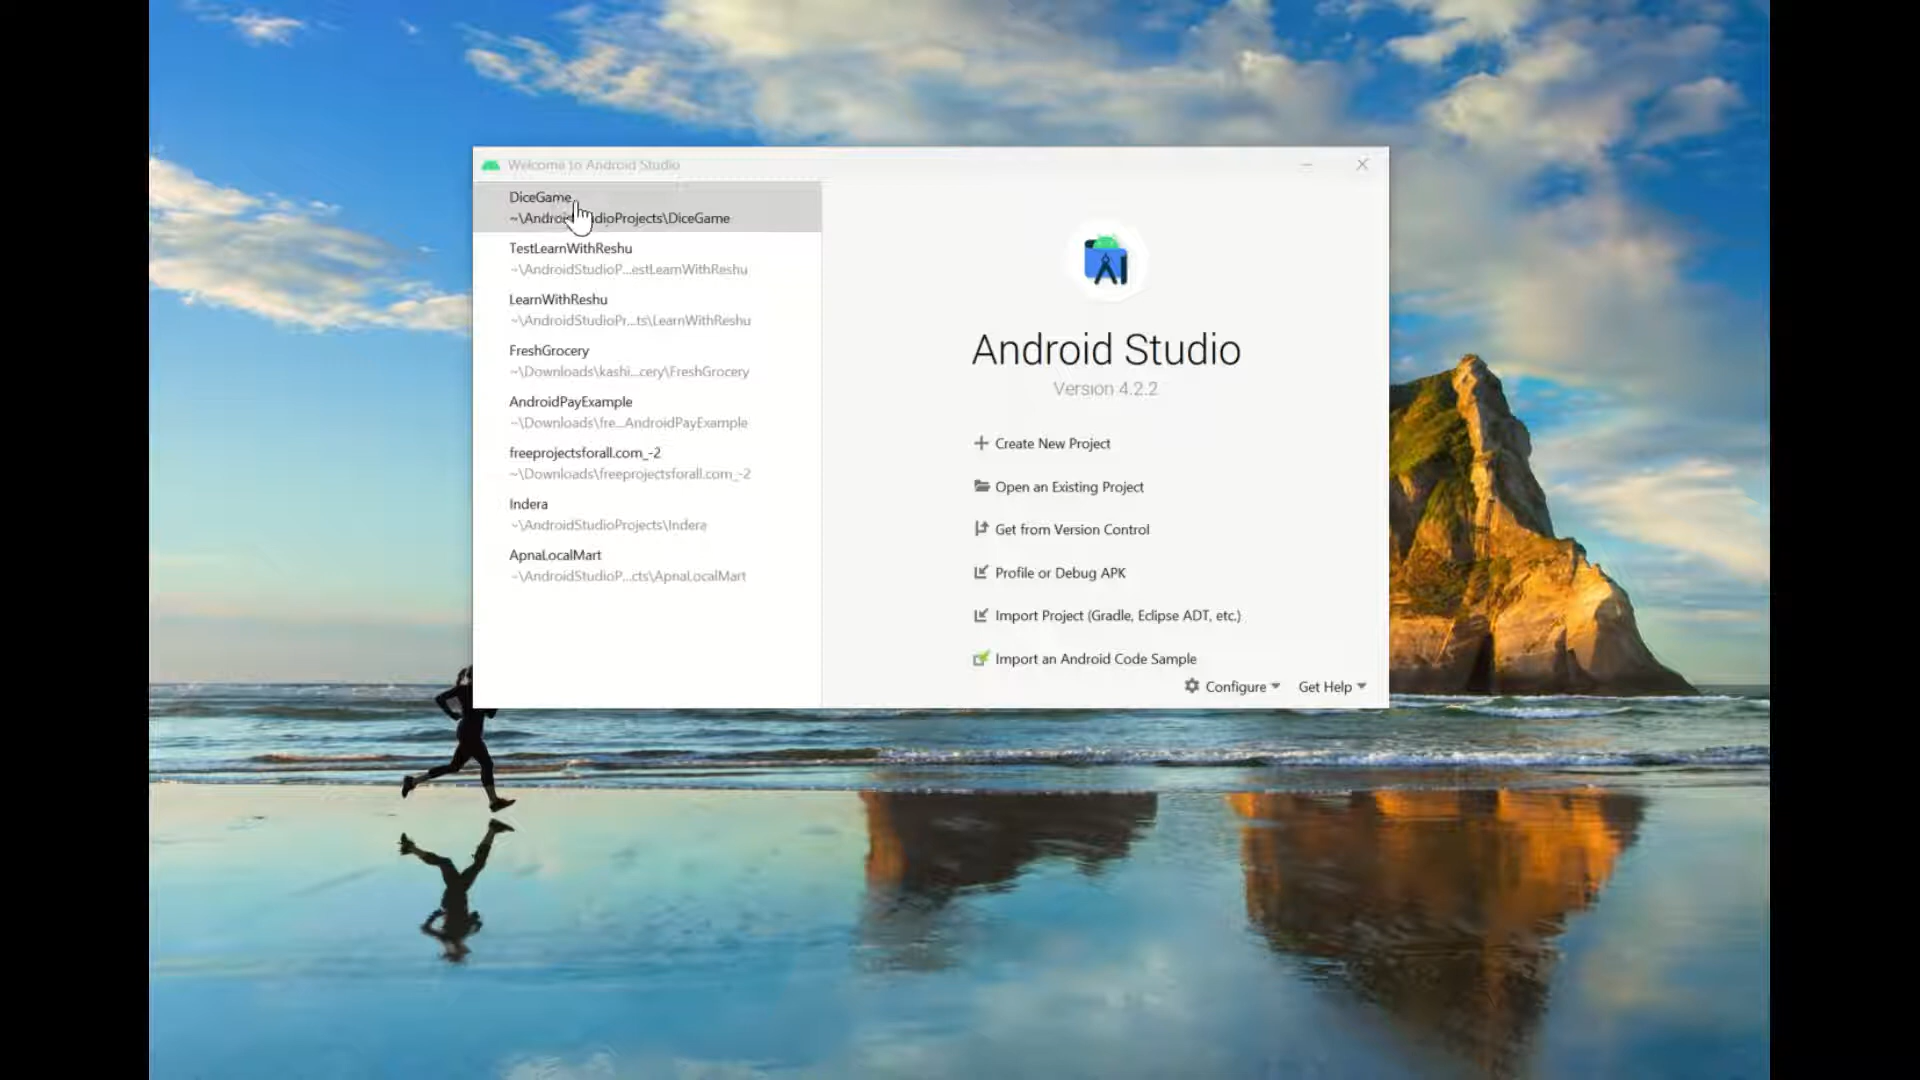 Welcome to Android Studio
DiceGame
~\AndroidStudioProjects\DiceGame
TestLearnWithReshu
~\AndroidStudioP...estLearnWithReshu
LearnWithReshu
~\AndroidStudioPr...ts\LearnWithReshu
FreshGrocery
~\Downloads\kashi...cery\FreshGrocery
AndroidPayExample
~\Downloads\fre...AndroidPayExample
freeprojectsforall.com_-2
~\Downloads\freeprojectsforall.com_-2
Indera
~\AndroidStudioProjects\Indera
ApnaLocalMart
~\AndroidStudioP...cts\ApnaLocalMart
Android Studio
Version 4.2.2
Create New Project
Open an Existing Project
Get from Version Control
Profile or Debug APK
Import Project (Gradle, Eclipse ADT, etc.)
Import an Android Code Sample
Configure
Get Help